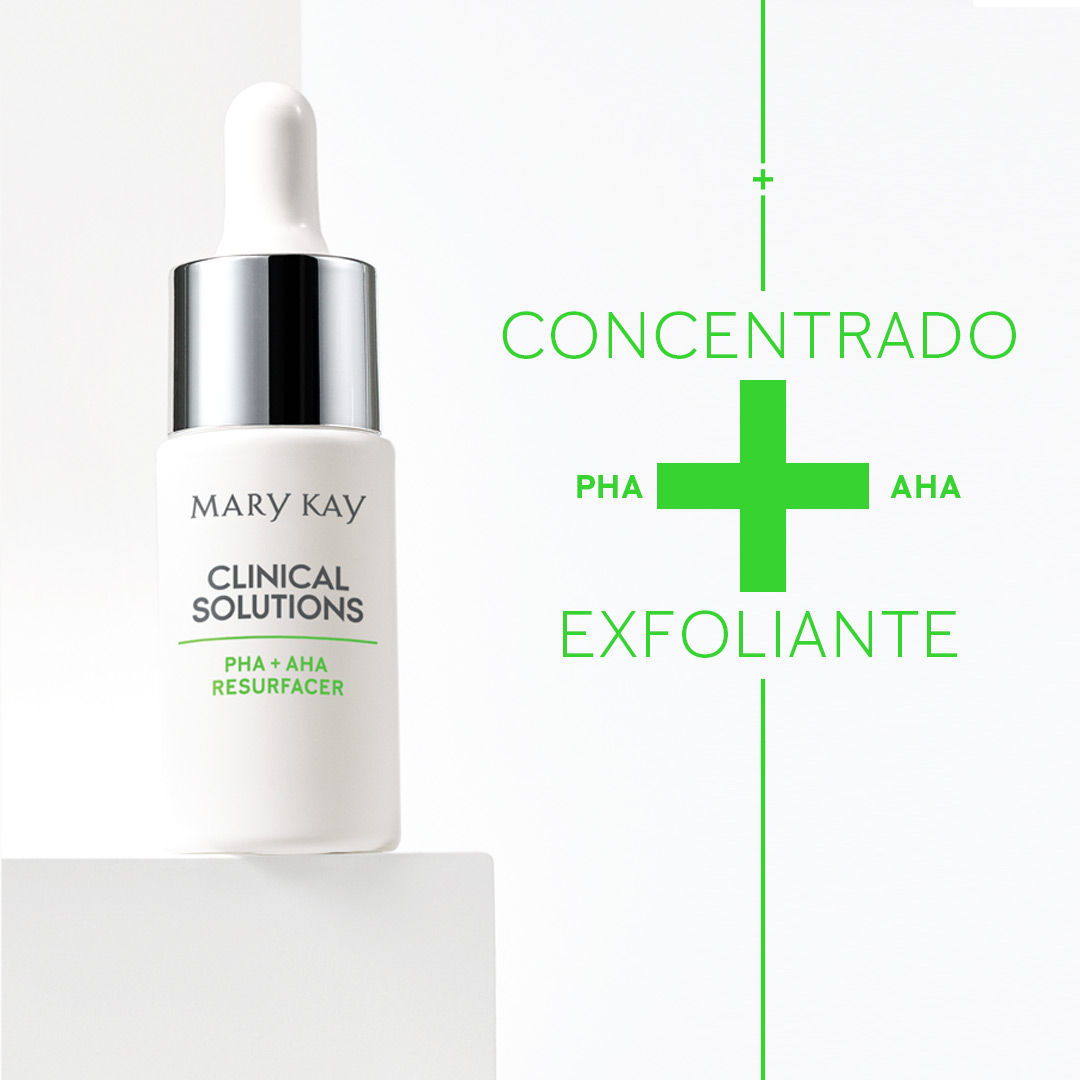 MARY KAY
CLINICAL
SOLUTIONS
PHA + AHA
RESURFACER
+
CONCENTRADO
PHA + AHA
EXFOLIANTE